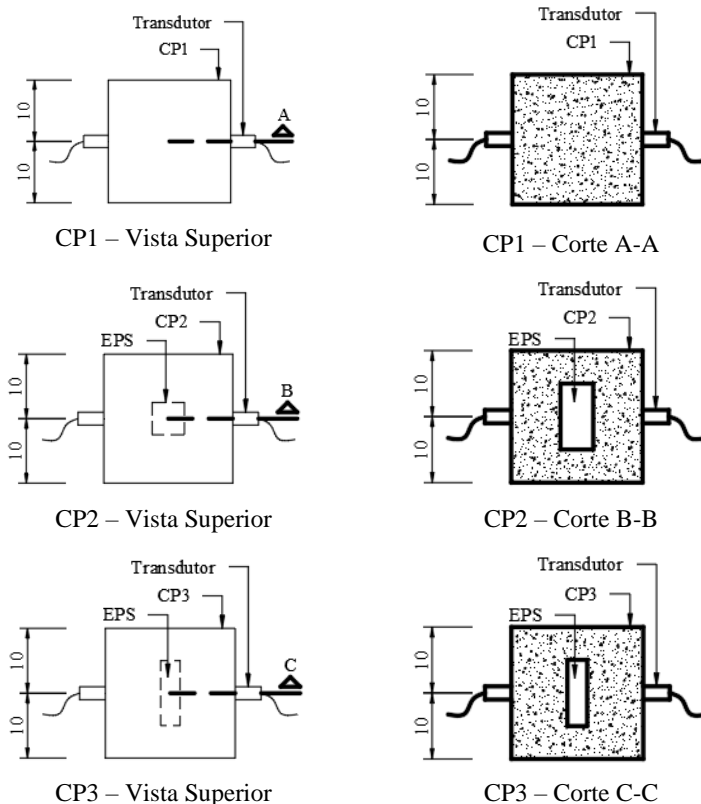 Transdutor
CP1
10
10
A
CP1 – Vista Superior
Transdutor
CP1
10
10
CP1 – Corte A-A
Transdutor
CP2
EPS
10
10
B
CP2 – Vista Superior
Transdutor
CP2
EPS
10
10
CP2 – Corte B-B
Transdutor
CP3
EPS
10
10
C
CP3 – Vista Superior
Transdutor
CP3
EPS
10
10
CP3 – Corte C-C